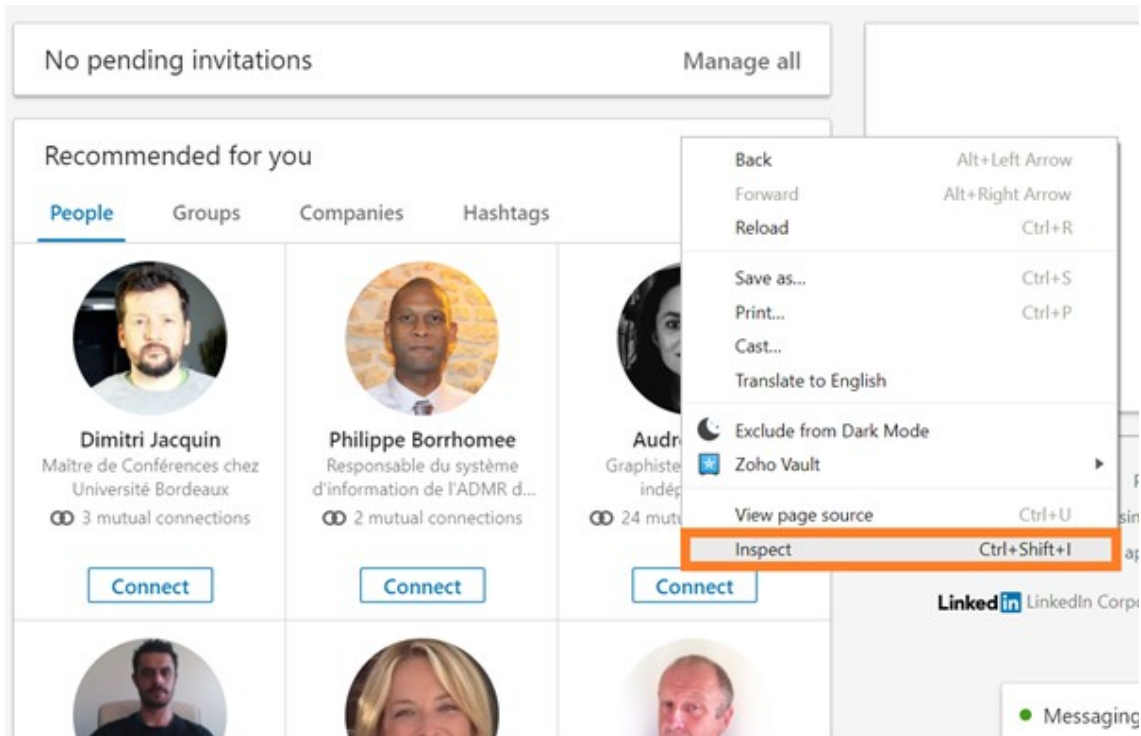 No pending invitations
Manage all
Recommended for you
People
Groups
Companies
Hashtags
Dimitri Jacquin
Maître de Conférences chez
Université Bordeaux
3 mutual connections
Connect
Philippe Borrhomee
Responsable du système
d'information de l'ADMR d...
2 mutual connections
Connect
Graphiste
24
Connect
Back Alt+Left Arrow
Forward Alt+Right Arrow
Reload Ctrl+R
Save as... Ctrl+S
Print... Ctrl+P
Cast...
Translate to English
Exclude from Dark Mode
Zoho Vault
View page source Ctrl+U
Inspect Ctrl+Shift+I
LinkedIn LinkedIn
Messaging